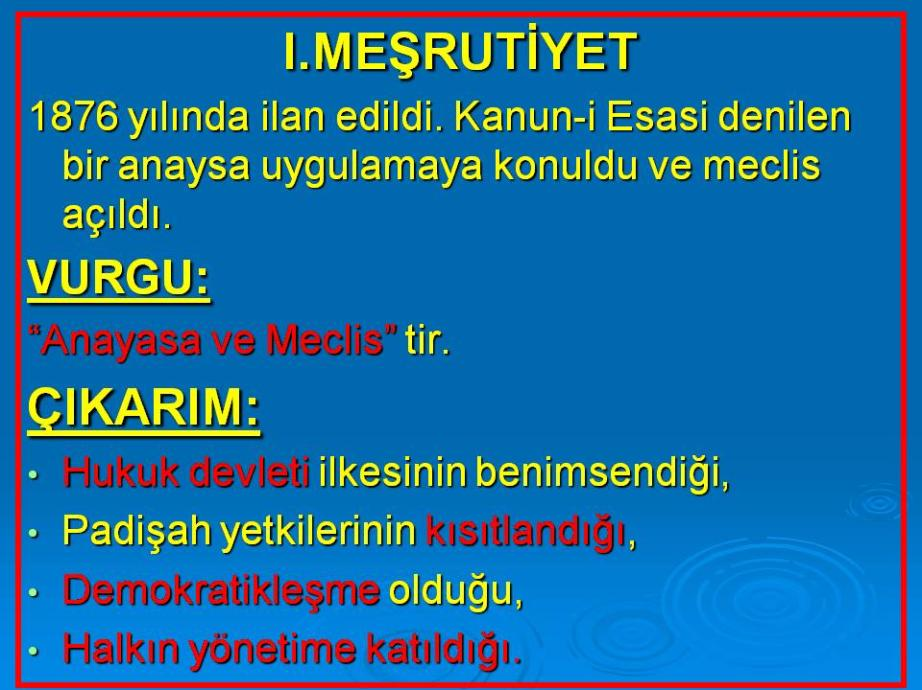 I.MEŞRUTİYET
1876 yılında ilan edildi. Kanun-i Esasi denilen
bir anaysa uygulamaya konuldu ve meclis
açıldı.
VURGU:
“Anayasa ve Meclis” tir.
ÇIKARIM:
• Hukuk devleti ilkesinin benimsendiği,
• Padişah yetkilerinin kısıtlandığı,
• Demokratikleşme olduğu,
• Halkın yönetime katıldığı.